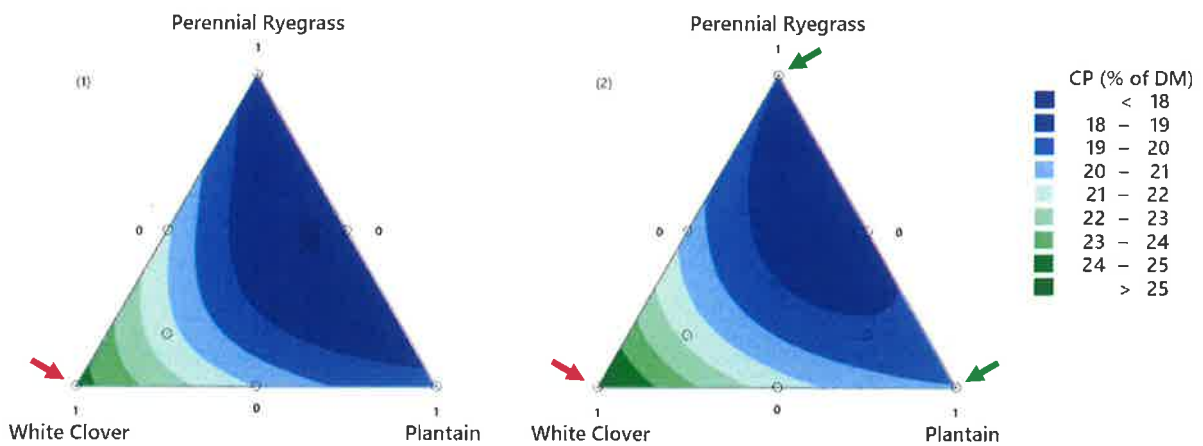 Perennial Ryegrass
1
(1)
0
0
1
0
1
White Clover
Plantain
Perennial Ryegrass
1
(2)
0
0
1
0
1
White Clover
Plantain
CP (% of DM)
< 18
18 – 19
19 – 20
20 – 21
21 – 22
22 – 23
23 – 24
24 – 25
> 25